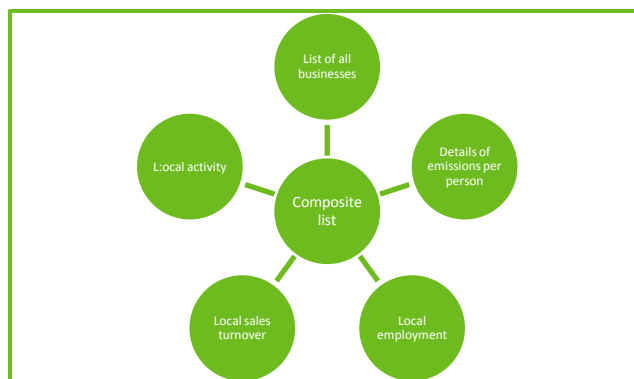 List of all
businesses
L:ocal activity
Details of
emissions per
person
Composite
list
Local sales
turnover
Local
employment